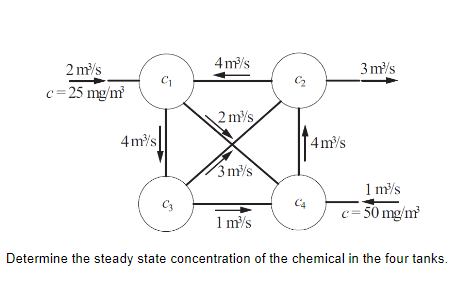 4 m³/s
2 m³/s
3 m³/s
c₁
c₂
c = 25 mg/m³
2 m³/s
4 m³/s
4 m³/s
3 m³/s
1 m³/s
c₃
c₄
c = 50 mg/m³
1 m³/s
Determine the steady state concentration of the chemical in the four tanks.